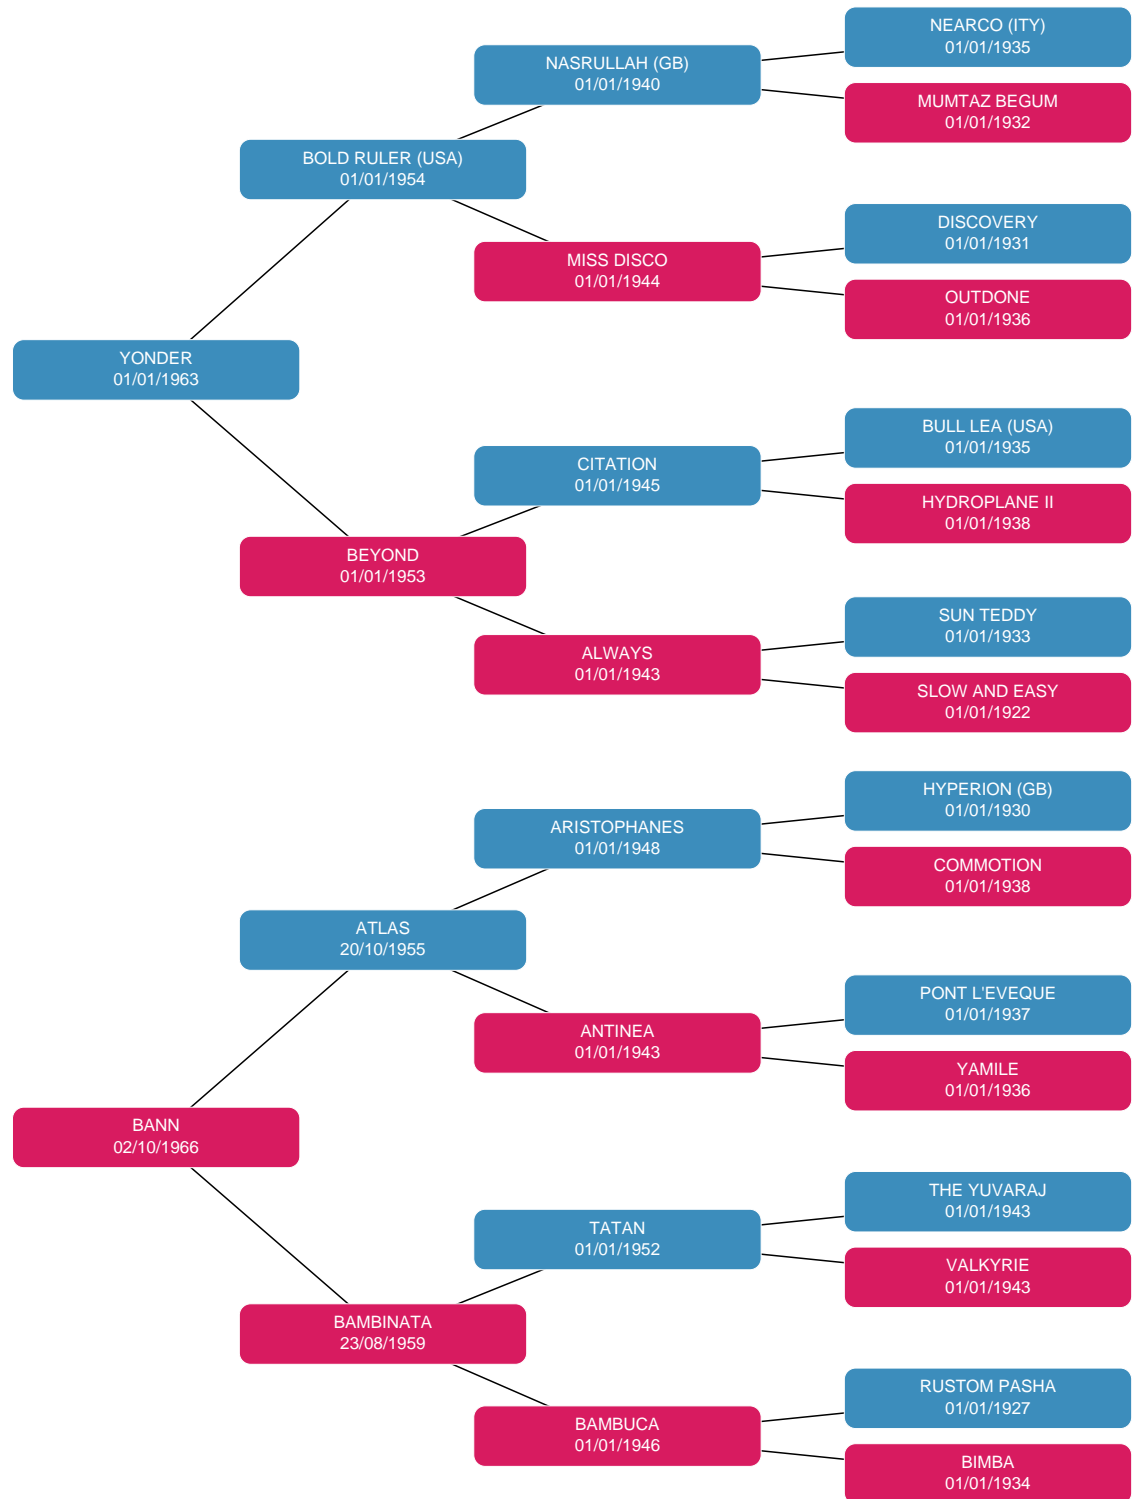 NEARCO (ITY)
01/01/1935
NASRULLAH (GB)
01/01/1940
MUMTAZ BEGUM
01/01/1932
BOLD RULER (USA)
01/01/1954
DISCOVERY
01/01/1931
MISS DISCO
01/01/1944
OUTDONE
01/01/1936
YONDER
01/01/1963
BULL LEA (USA)
01/01/1935
CITATION
01/01/1945
HYDROPLANE II
01/01/1938
BEYOND
01/01/1953
SUN TEDDY
01/01/1933
ALWAYS
01/01/1943
SLOW AND EASY
01/01/1922
HYPERION (GB)
01/01/1930
ARISTOPHANES
01/01/1948
COMMOTION
01/01/1938
ATLAS
20/10/1955
PONT L'EVEQUE
01/01/1937
ANTINEA
01/01/1943
YAMILE
01/01/1936
BANN
02/10/1966
THE YUVARAJ
01/01/1943
TATAN
01/01/1952
VALKYRIE
01/01/1943
BAMBINATA
23/08/1959
RUSTOM PASHA
01/01/1927
BAMBUCA
01/01/1946
BIMBA
01/01/1934